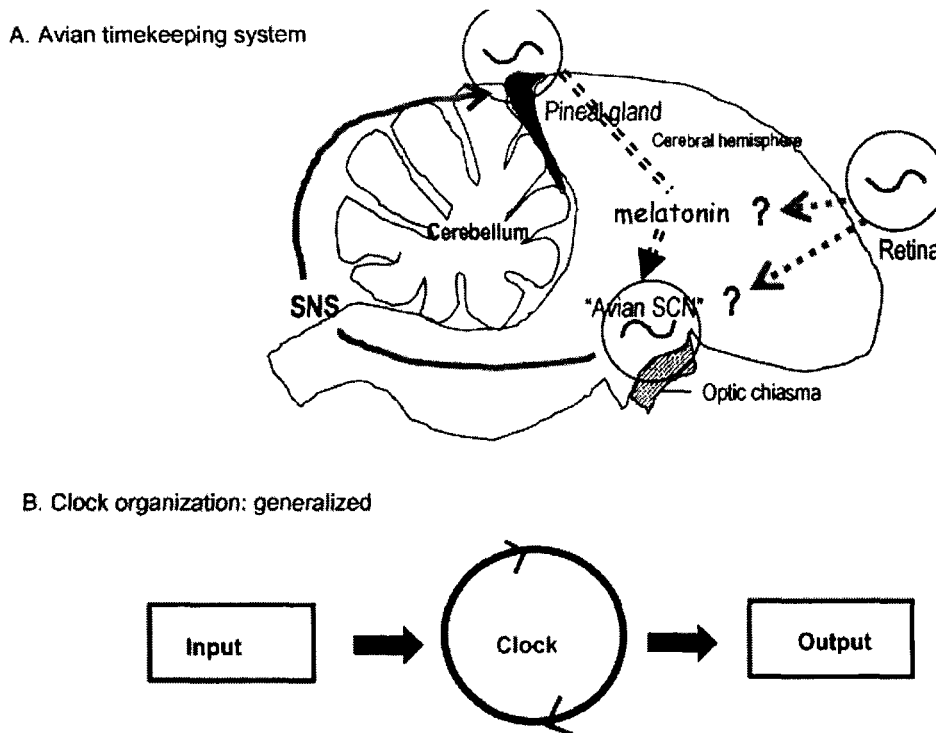 A. Avian timekeeping system
Pineal gland
Cerebral hemisphere
melatonin ?
Cerebellum
Retina
SNS
"Avian SCN" ?
Optic chiasma
B. Clock organization: generalized
Input
Clock
Output